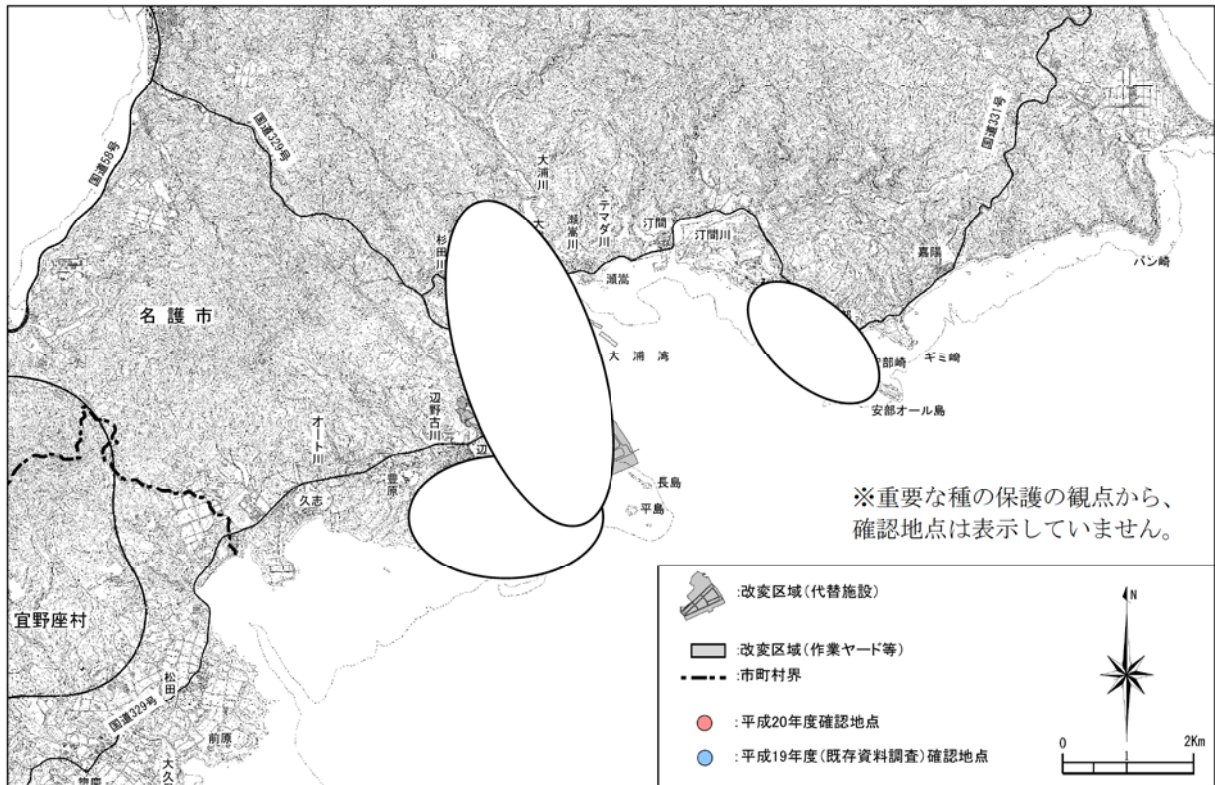 国道58号
国道329号
国道331号
大浦川
大
瀬嵩川
テマダ川
汀間
汀間川
杉田川
瀬嵩
嘉陽
バン崎
名護市
大浦湾
部
安部崎
ギミ崎
安部オール島
辺野古川
オート川
辺
豊原
久志
長島
平島
※重要な種の保護の観点から、
確認地点は表示していません。
宜野座村
松田
国道329号
前原
大久
惣慶
:改変区域(代替施設)
:改変区域(作業ヤード等)
:市町村界
:平成20年度確認地点
:平成19年度(既存資料調査)確認地点
N
0 1 2Km